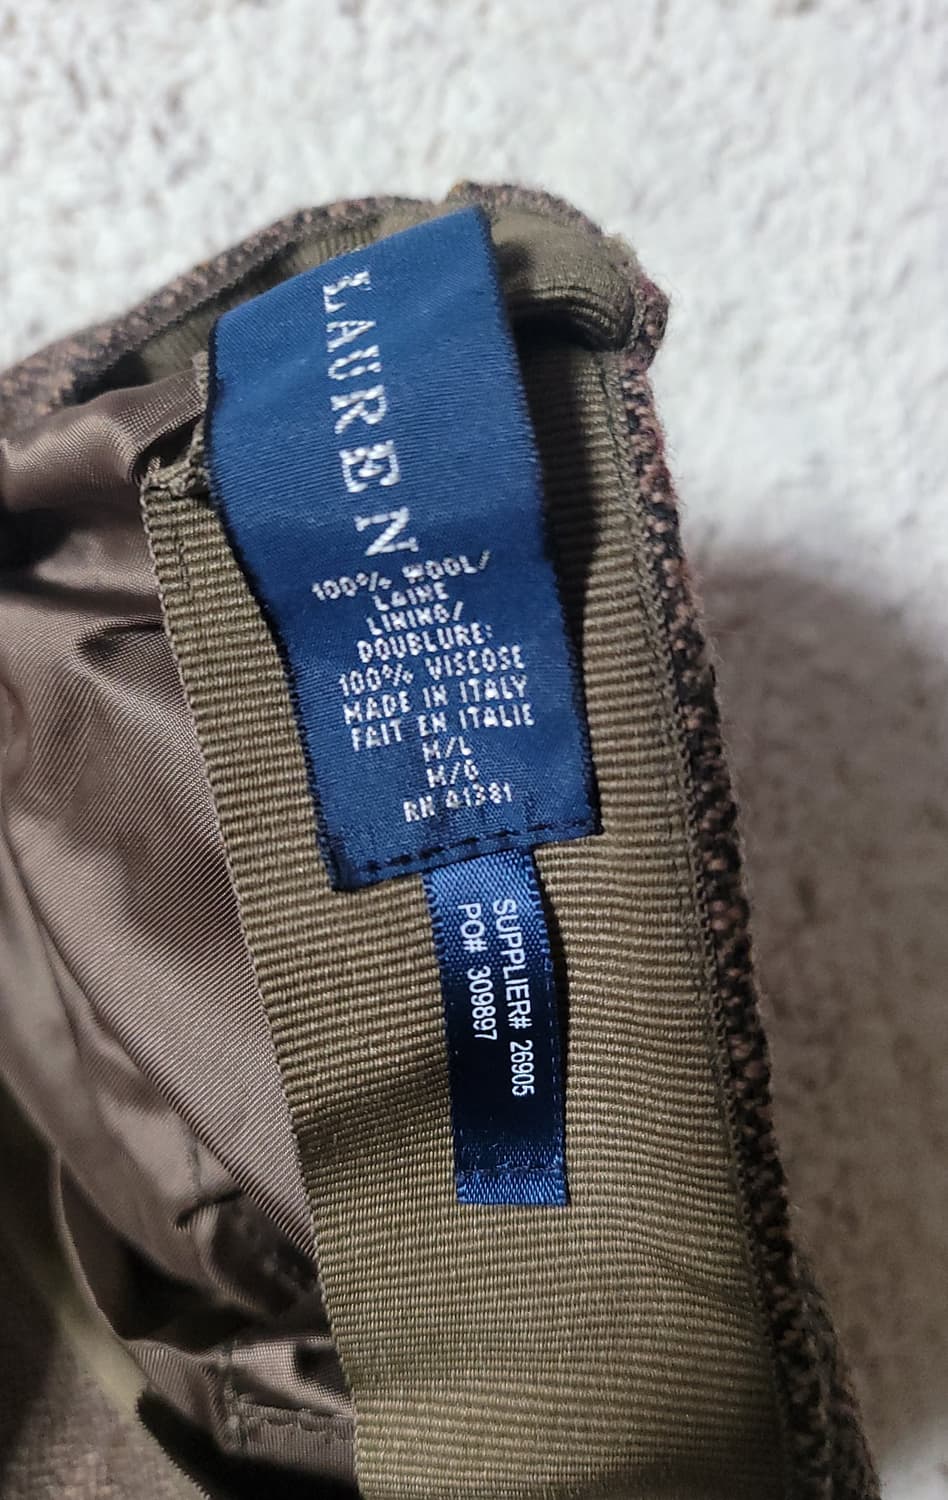 LAUREN
100% WOOL/
LAINE
LINING/
DOUBLURE:
100% VISCOSE
MADE IN ITALY
FAIT EN ITALIE
M/L
M/G
RN 41381
SUPPLIER# 26905
PO# 309897